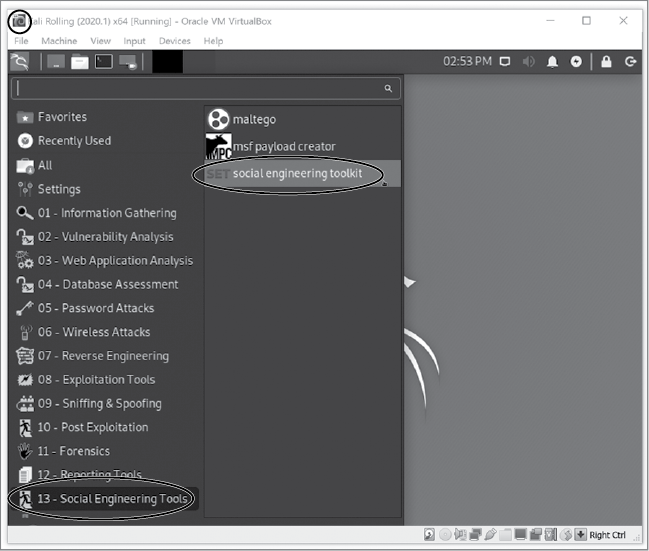 ali Rolling (2020.1) x64 [Running] - Oracle VM VirtualBox
File Machine View Input Devices Help
02:53 PM
Favorites
Recently Used
All
Settings
01 - Information Gathering
02 - Vulnerability Analysis
03 - Web Application Analysis
04 - Database Assessment
05 - Password Attacks
06 - Wireless Attacks
07 - Reverse Engineering
08 - Exploitation Tools
09 - Sniffing & Spoofing
10 - Post Exploitation
11 - Forensics
12 - Reporting Tools
13 - Social Engineering Tools
maltego
MPC msf payload creator
SET social engineering toolkit
Right Ctrl